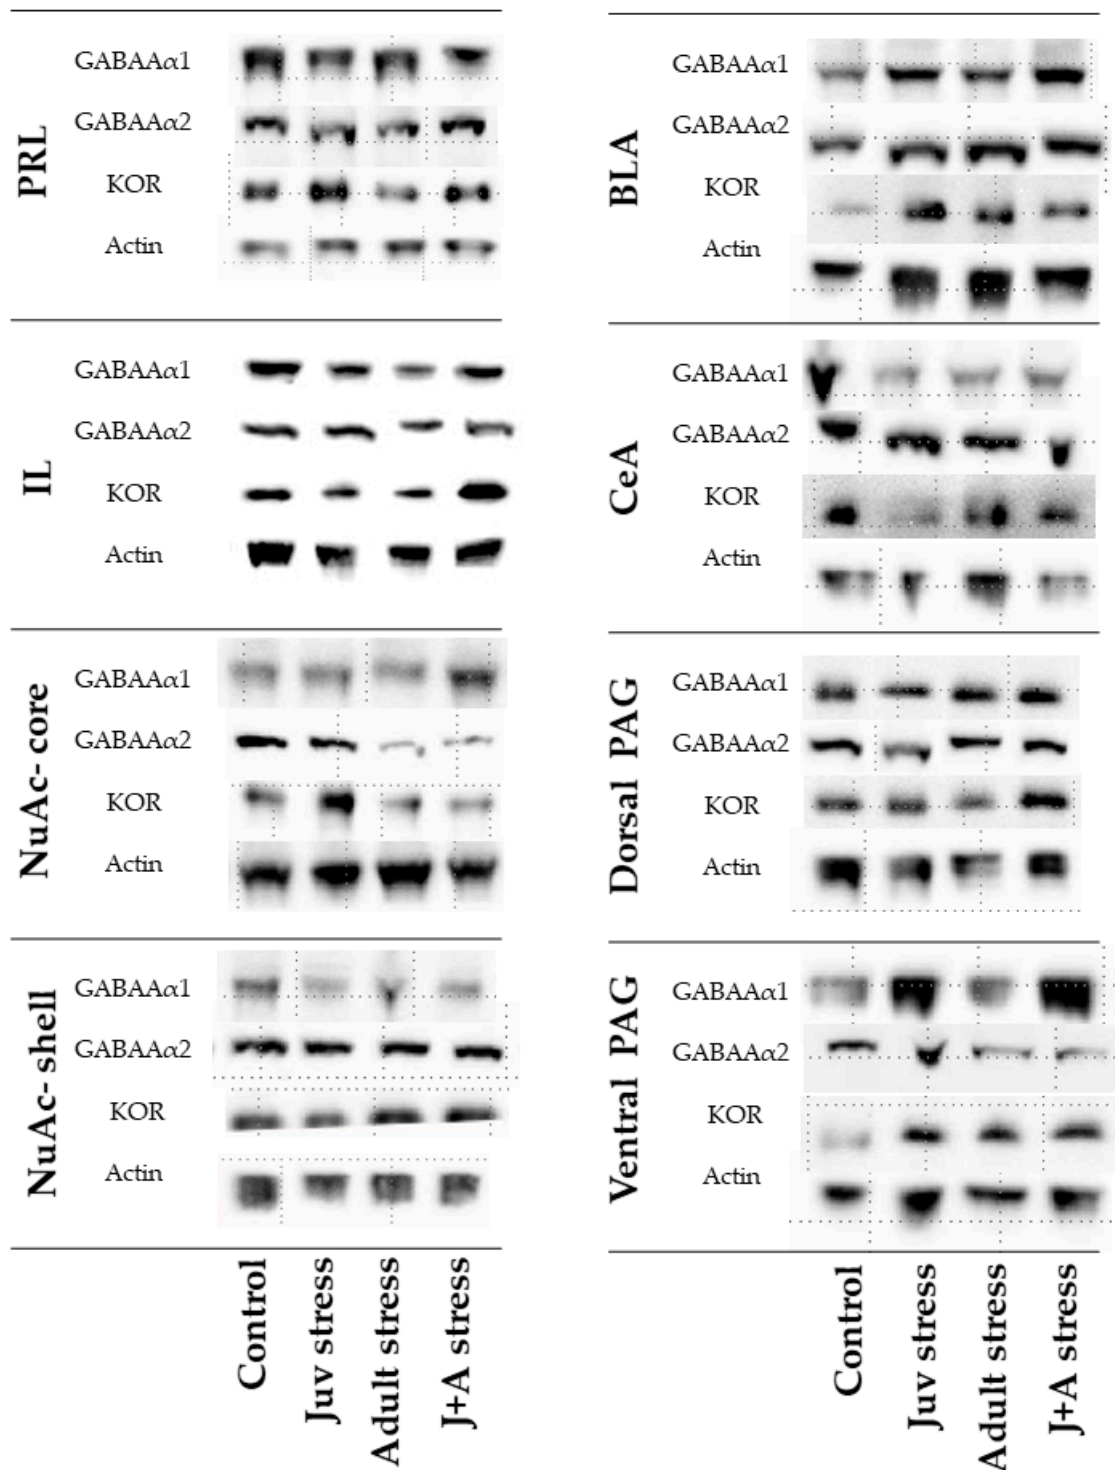 PRL
GABAAα1
GABAAα2
KOR
Actin
IL
GABAAα1
GABAAα2
KOR
Actin
NuAc- core
GABAAα1
GABAAα2
KOR
Actin
NuAc- shell
GABAAα1
GABAAα2
KOR
Actin
Control
Juv stress
Adult stress
J+A stress
BLA
GABAAα1
GABAAα2
KOR
Actin
CeA
GABAAα1
GABAAα2
KOR
Actin
Dorsal PAG
GABAAα1
GABAAα2
KOR
Actin
Ventral PAG
GABAAα1
GABAAα2
KOR
Actin
Control
Juv stress
Adult stress
J+A stress